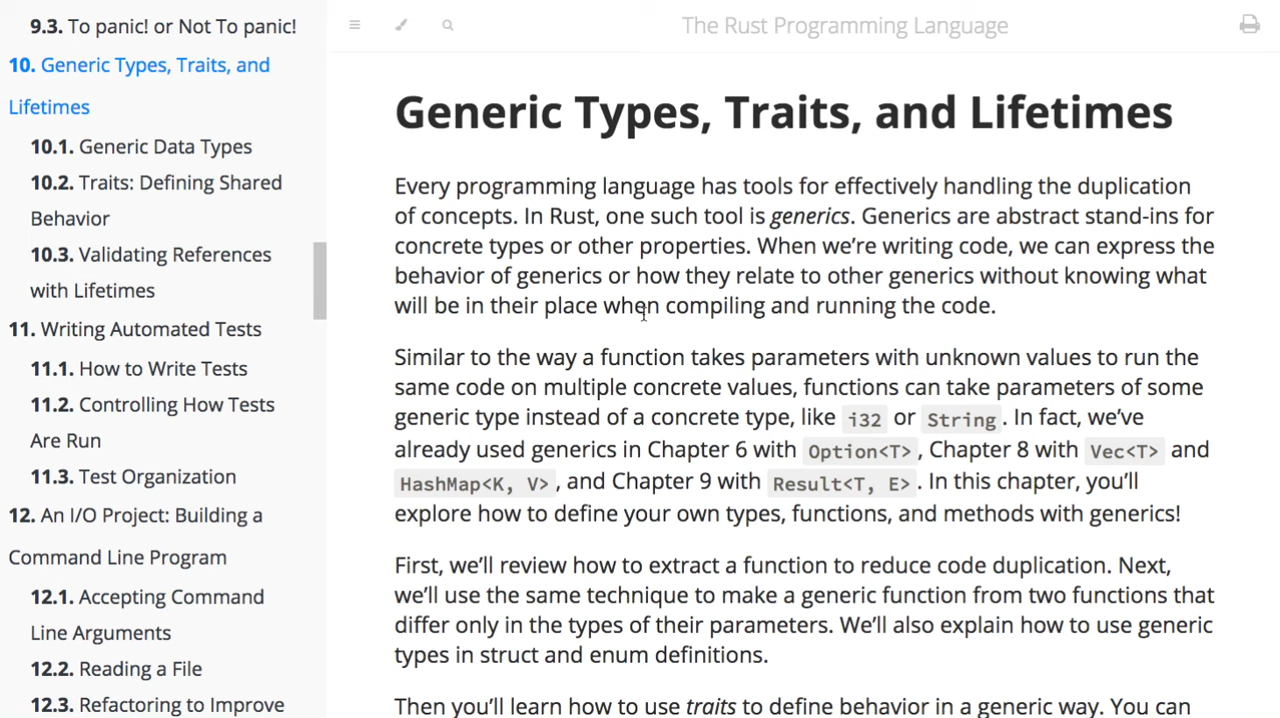 9.3. To panic! or Not To panic!
10. Generic Types, Traits, and
Lifetimes
10.1. Generic Data Types
10.2. Traits: Defining Shared
Behavior
10.3. Validating References
with Lifetimes
11. Writing Automated Tests
11.1. How to Write Tests
11.2. Controlling How Tests
Are Run
11.3. Test Organization
12. An I/O Project: Building a
Command Line Program
12.1. Accepting Command
Line Arguments
12.2. Reading a File
12.3. Refactoring to Improve
The Rust Programming Language
Generic Types, Traits, and Lifetimes
Every programming language has tools for effectively handling the duplication
of concepts. In Rust, one such tool is generics. Generics are abstract stand-ins for
concrete types or other properties. When we’re writing code, we can express the
behavior of generics or how they relate to other generics without knowing what
will be in their place when compiling and running the code.
Similar to the way a function takes parameters with unknown values to run the
same code on multiple concrete values, functions can take parameters of some
generic type instead of a concrete type, like i32 or String. In fact, we’ve
already used generics in Chapter 6 with Option<T>, Chapter 8 with Vec<T> and
HashMap<K, V>, and Chapter 9 with Result<T, E>. In this chapter, you’ll
explore how to define your own types, functions, and methods with generics!
First, we’ll review how to extract a function to reduce code duplication. Next,
we’ll use the same technique to make a generic function from two functions that
differ only in the types of their parameters. We’ll also explain how to use generic
types in struct and enum definitions.
Then you’ll learn how to use traits to define behavior in a generic way. You can